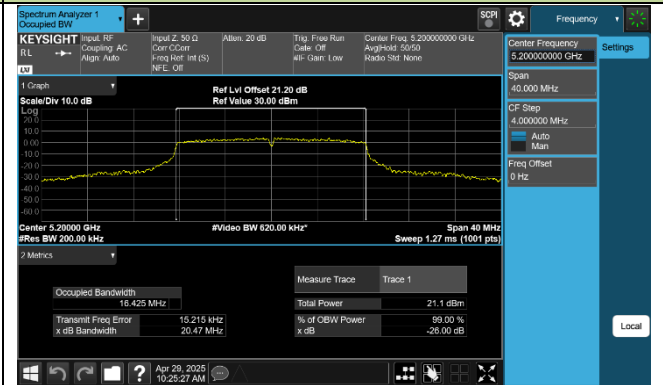 Spectrum Analyzer 1
Occupied BW
SCPI
Frequency
KEYSIGHT
RL
LXI
Input: RF
Coupling: AC
Align: Auto
Input Z: 50 Ω
Corr CCorr
Freq Ref: Int (S)
NFE: Off
Atten: 20 dB
Trig: Free Run
Gate: Off
#IF Gain: Low
Center Freq: 5.200000000 GHz
Avg|Hold: 50/50
Radio Std: None
Center Frequency
5.200000000 GHz
Settings
Span
40.000 MHz
CF Step
4.000000 MHz
Auto
Man
Freq Offset
0 Hz
1 Graph
Scale/Div 10.0 dB
Ref Lvl Offset 21.20 dB
Ref Value 30.00 dBm
Log
20.0
10.0
0.00
-10.0
-20.0
-30.0
-40.0
-50.0
-60.0
Center 5.20000 GHz
#Video BW 620.00 kHz*
Span 40 MHz
#Res BW 200.00 kHz
Sweep 1.27 ms (1001 pts)
2 Metrics
Measure Trace
Trace 1
Occupied Bandwidth
16.425 MHz
Total Power
21.1 dBm
Transmit Freq Error
15.215 kHz
% of OBW Power
99.00 %
x dB Bandwidth
20.47 MHz
x dB
-26.00 dB
Local
?
Apr 29, 2025
10:25:27 AM